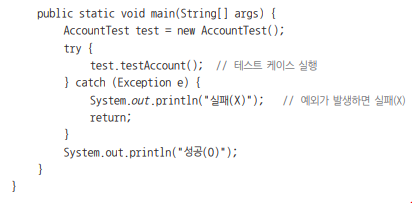 public static void main(String[] args) {
AccountTest test = new AccountTest();
try {
test.testAccount();  // 테스트 케이스 실행
} catch (Exception e) {
System.out.println("실패(X)");   // 예외가 발생하면 실패(X)
return;
}
System.out.println("성공(O)");
}
}